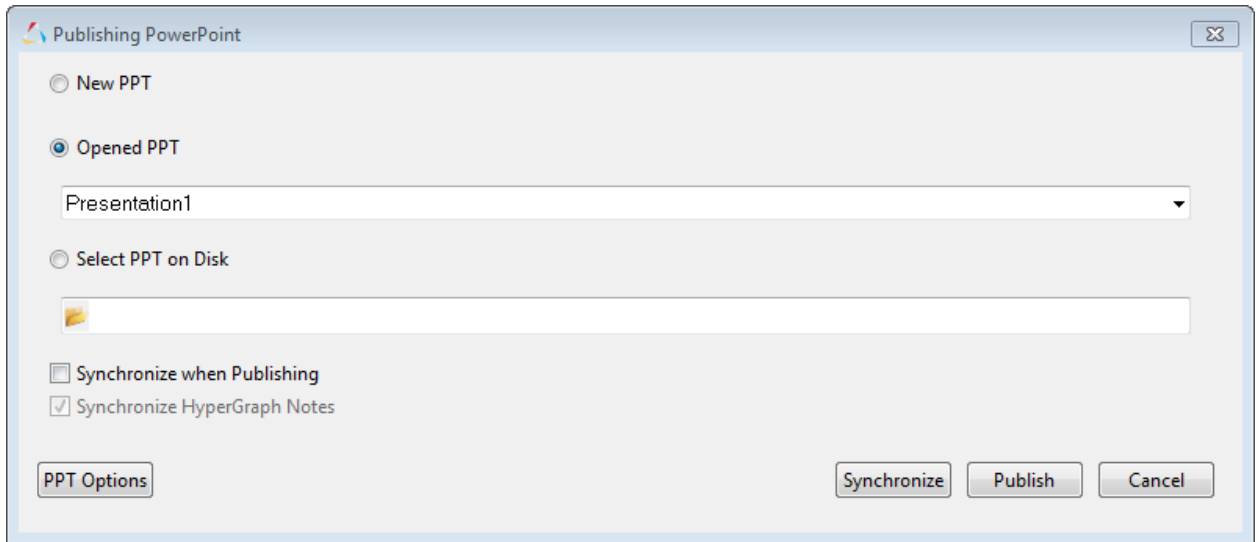 Publishing PowerPoint
New PPT
Opened PPT
Presentation1
Select PPT on Disk
Synchronize when Publishing
Synchronize HyperGraph Notes
PPT Options Synchronize Publish Cancel